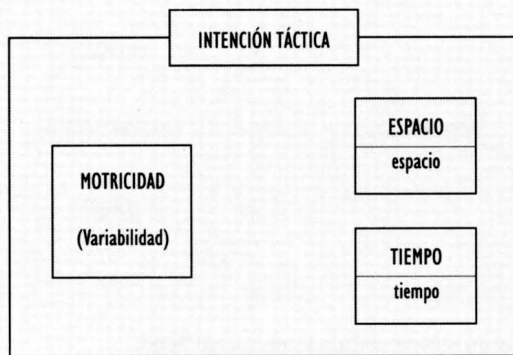 INTENCIÓN TÁCTICA
MOTRICIDAD
(Variabilidad)
ESPACIO
espacio
TIEMPO
tiempo